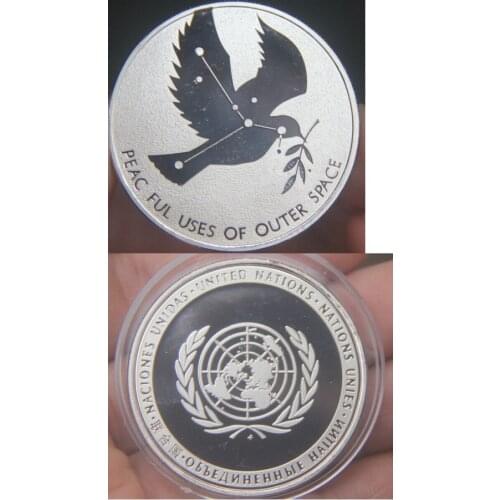 PEAC FUL USES OF OUTER SPACE
NACIONES UNIDAS · UNITED NATIONS · NATIONS UNIES · ОБЪЕДИНЕННЫЕ НАЦИИ ·